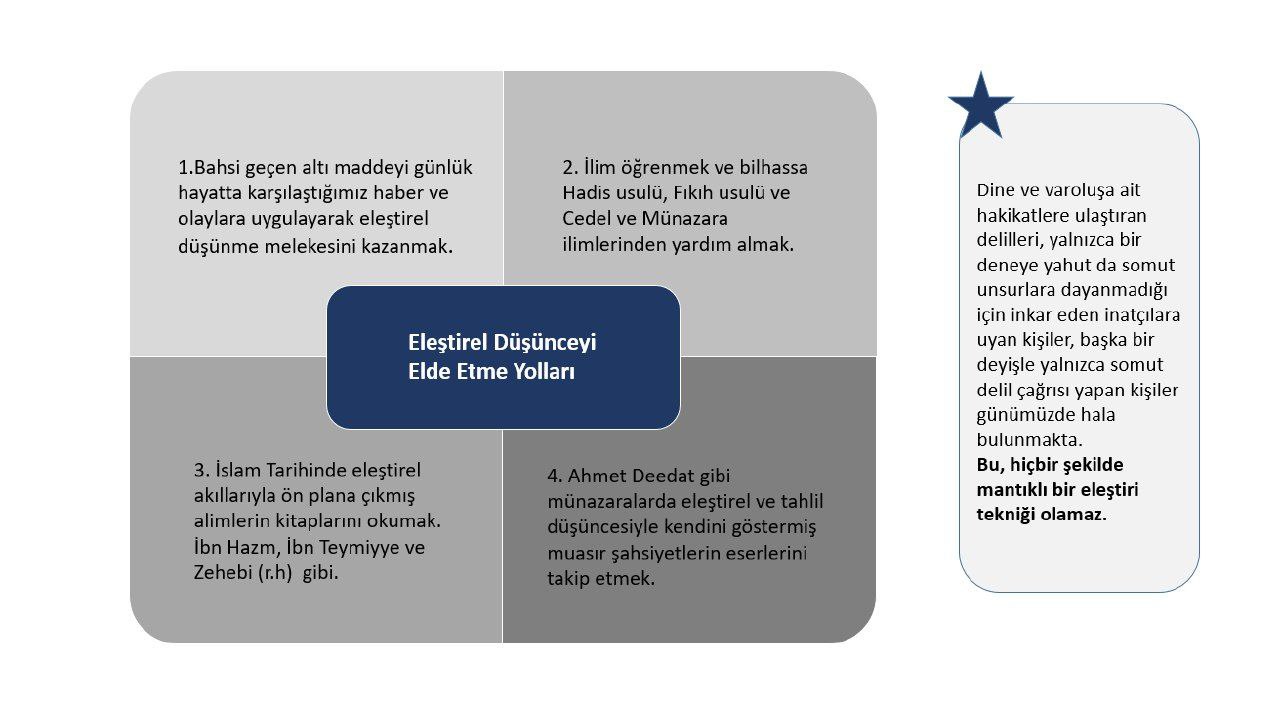 1.Bahsi geçen altı maddeyi günlük
hayatta karşılaştığımız haber ve
olaylara uygulayarak eleştirel
düşünme melekesini kazanmak.
2. İlim öğrenmek ve bilhassa
Hadis usulü, Fıkıh usulü ve
Cedel ve Münazara
ilimlerinden yardım almak.
Eleştirel Düşünceyi
Elde Etme Yolları
3. İslam Tarihinde eleştirel
akıllarıyla ön plana çıkmış
alimlerin kitaplarını okumak.
İbn Hazm, İbn Teymiyye ve
Zehebi (r.h) gibi.
4. Ahmet Deedat gibi
münazaralarda eleştirel ve tahlil
düşüncesiyle kendini göstermiş
muasır şahsiyetlerin eserlerini
takip etmek.
Dine ve varoluşa ait
hakikatlere ulaştıran
delilleri, yalnızca bir
deneye yahut da somut
unsurlara dayanmadığı
için inkar eden inatçılara
uyan kişiler, başka bir
deyişle yalnızca somut
delil çağrısı yapan kişiler
günümüzde hala
bulunmakta.
Bu, hiçbir şekilde
mantıklı bir eleştiri
tekniği olamaz.